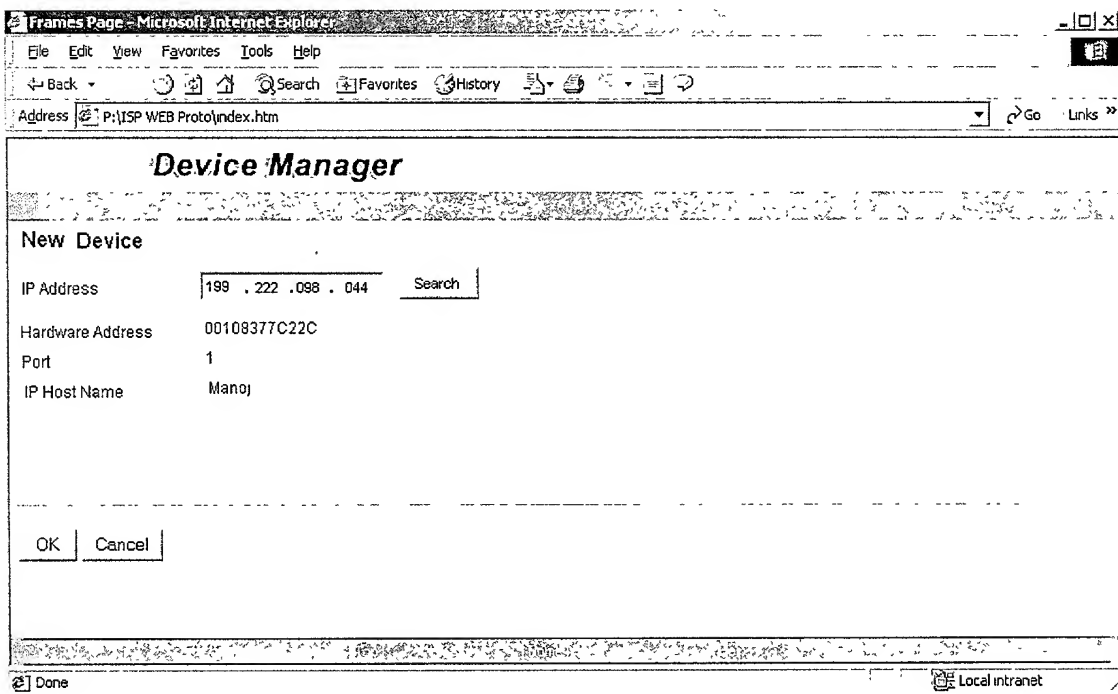 Frames Page - Microsoft Internet Explorer
File Edit View Favorites Tools Help
Back Search Favorites History
Address P:\ISP WEB Proto\index.htm Go Links »
Device Manager
New Device
IP Address 199 . 222 .098 . 044 Search
Hardware Address 00108377C22C
Port 1
IP Host Name Manoj
OK Cancel
Done Local intranet